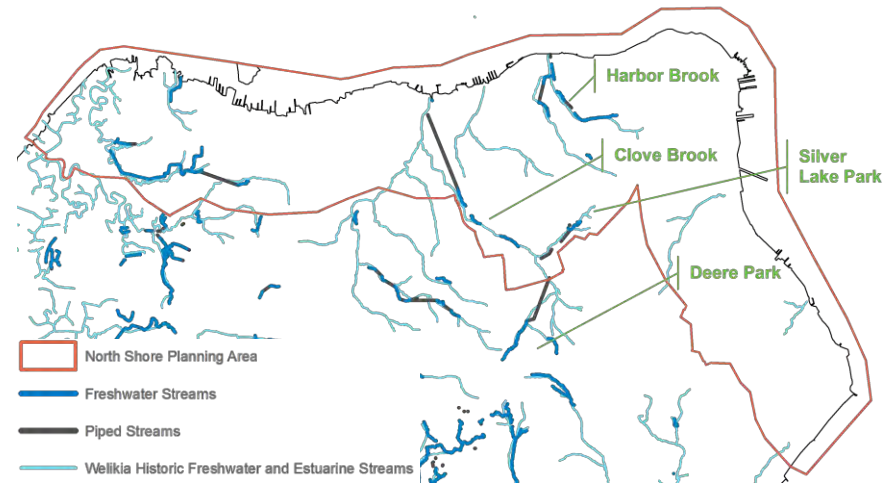 Harbor Brook
Clove Brook
Silver
Lake Park
Deere Park
North Shore Planning Area
Freshwater Streams
Piped Streams
Welikia Historic Freshwater and Estuarine Streams